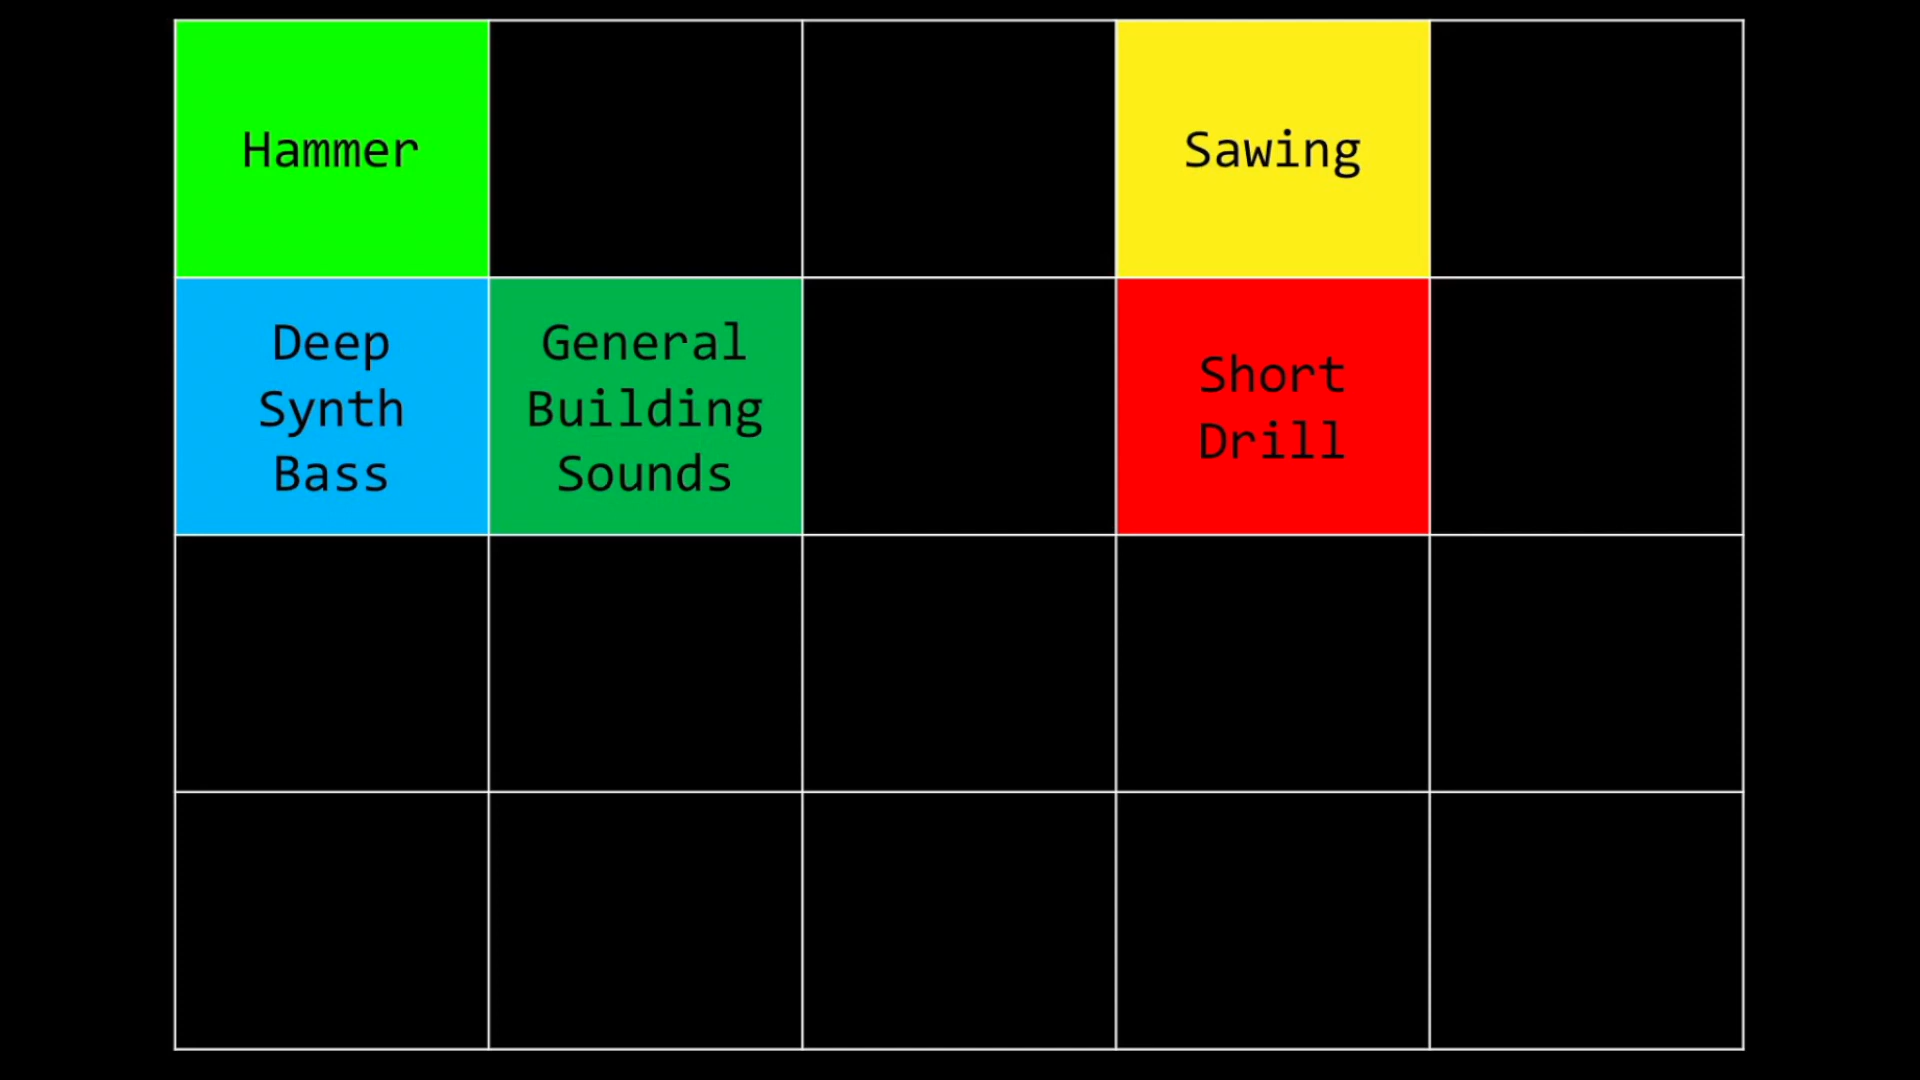 Hammer
Sawing
Deep
Synth
Bass
General
Building
Sounds
Short
Drill